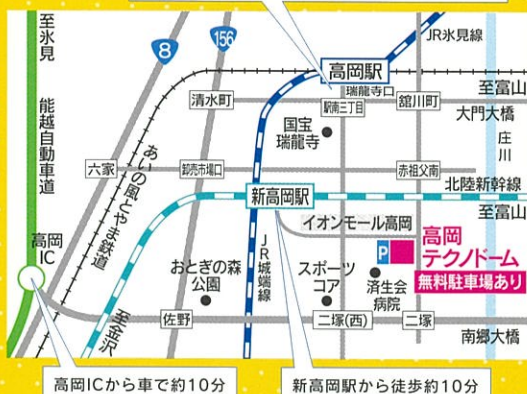 至氷見
能越自動車道
8
156
JR氷見線
高岡駅
瑞龍寺口
至富山
清水町
駅南三丁目
舘川町
大門大橋
国宝
瑞龍寺
庄川
あいの風とやま鉄道
六家
卸売市場口
赤祖父南
北陸新幹線
新高岡駅
至富山
イオンモール高岡
高岡
IC
高岡
テクノドーム
無料駐車場あり
P
JR城端線
おとぎの森
公園
スポーツ
コア
済生会
病院
至金沢
佐野
二塚(西)
二塚
南郷大橋
高岡ICから車で約10分
新高岡駅から徒歩約10分